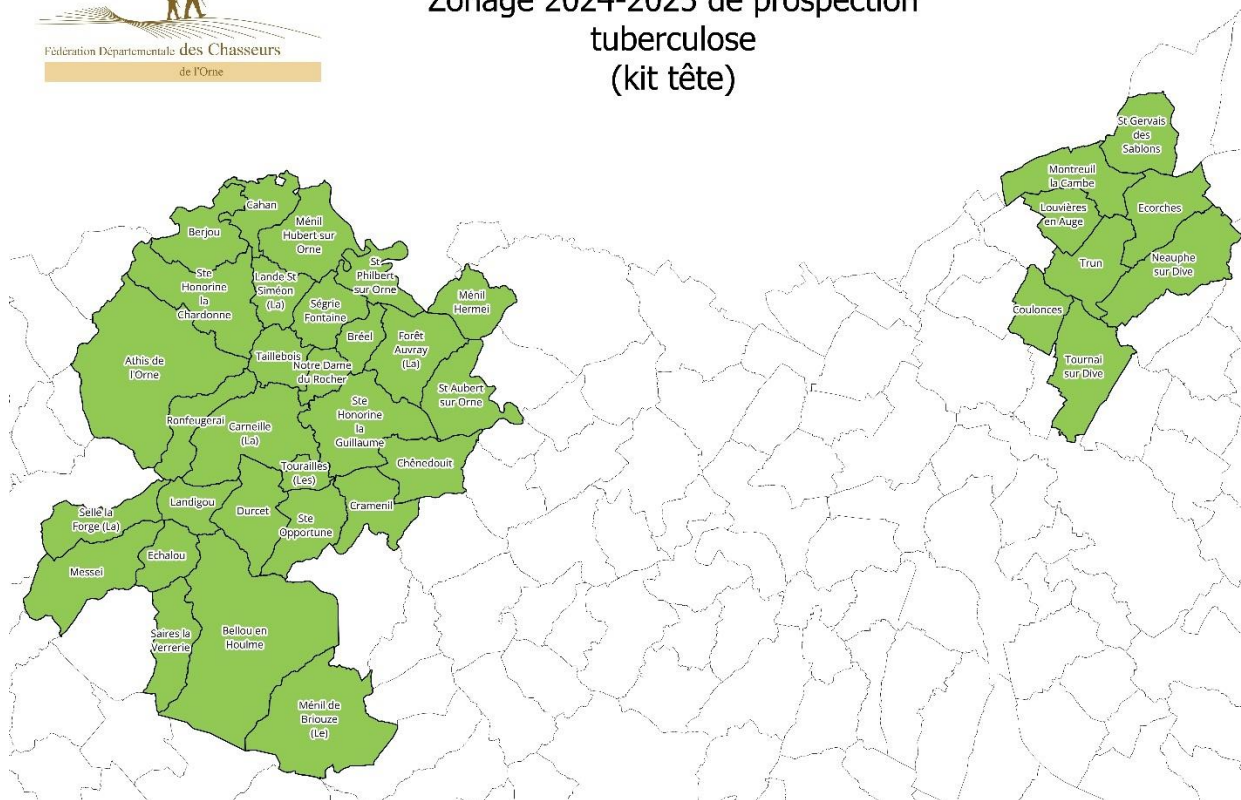 Zonage 2024-2025 de prospection
tuberculose
(kit tête)
Fédération Départementale des Chasseurs
de l'Orne
St Gervais
des
Sablons
Montreuil
la Cambe
Louvières
en Auge
Ecorches
Trun
Neauphe
sur Dive
Coulonces
Tournai
sur Dive
Cahan
Berjou
Ménil
Hubert sur
Orne
Ste
Honorine
la
Chardonne
Lande St
Siméon
(La)
St
Philbert
sur Orne
Ségrie
Fontaine
Ménil
Hermei
Bréel
Forêt
Auvray
(La)
Athis de
l'Orne
Taillebois
Notre Dame
du Rocher
St Aubert
sur Orne
Ronfeugerai
Carneille
(La)
Ste
Honorine
la
Guillaume
Tourailles
(Les)
Chênedouit
Landigou
Durcet
Cramenil
Ste
Opportune
Selle la
Forge (La)
Echalou
Messei
Saires la
Verrerie
Bellou en
Houlme
Ménil de
Briouze
(Le)